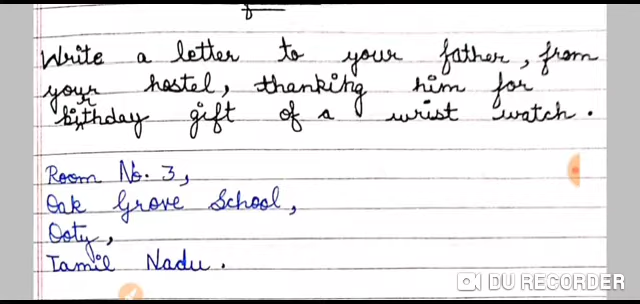 Write a letter to your father, from
your hostel, thanking him for
birthday gift of a wrist watch.
Room No. 3,
Oak Grove School,
Ooty,
Tamil Nadu.
DU RECORDER